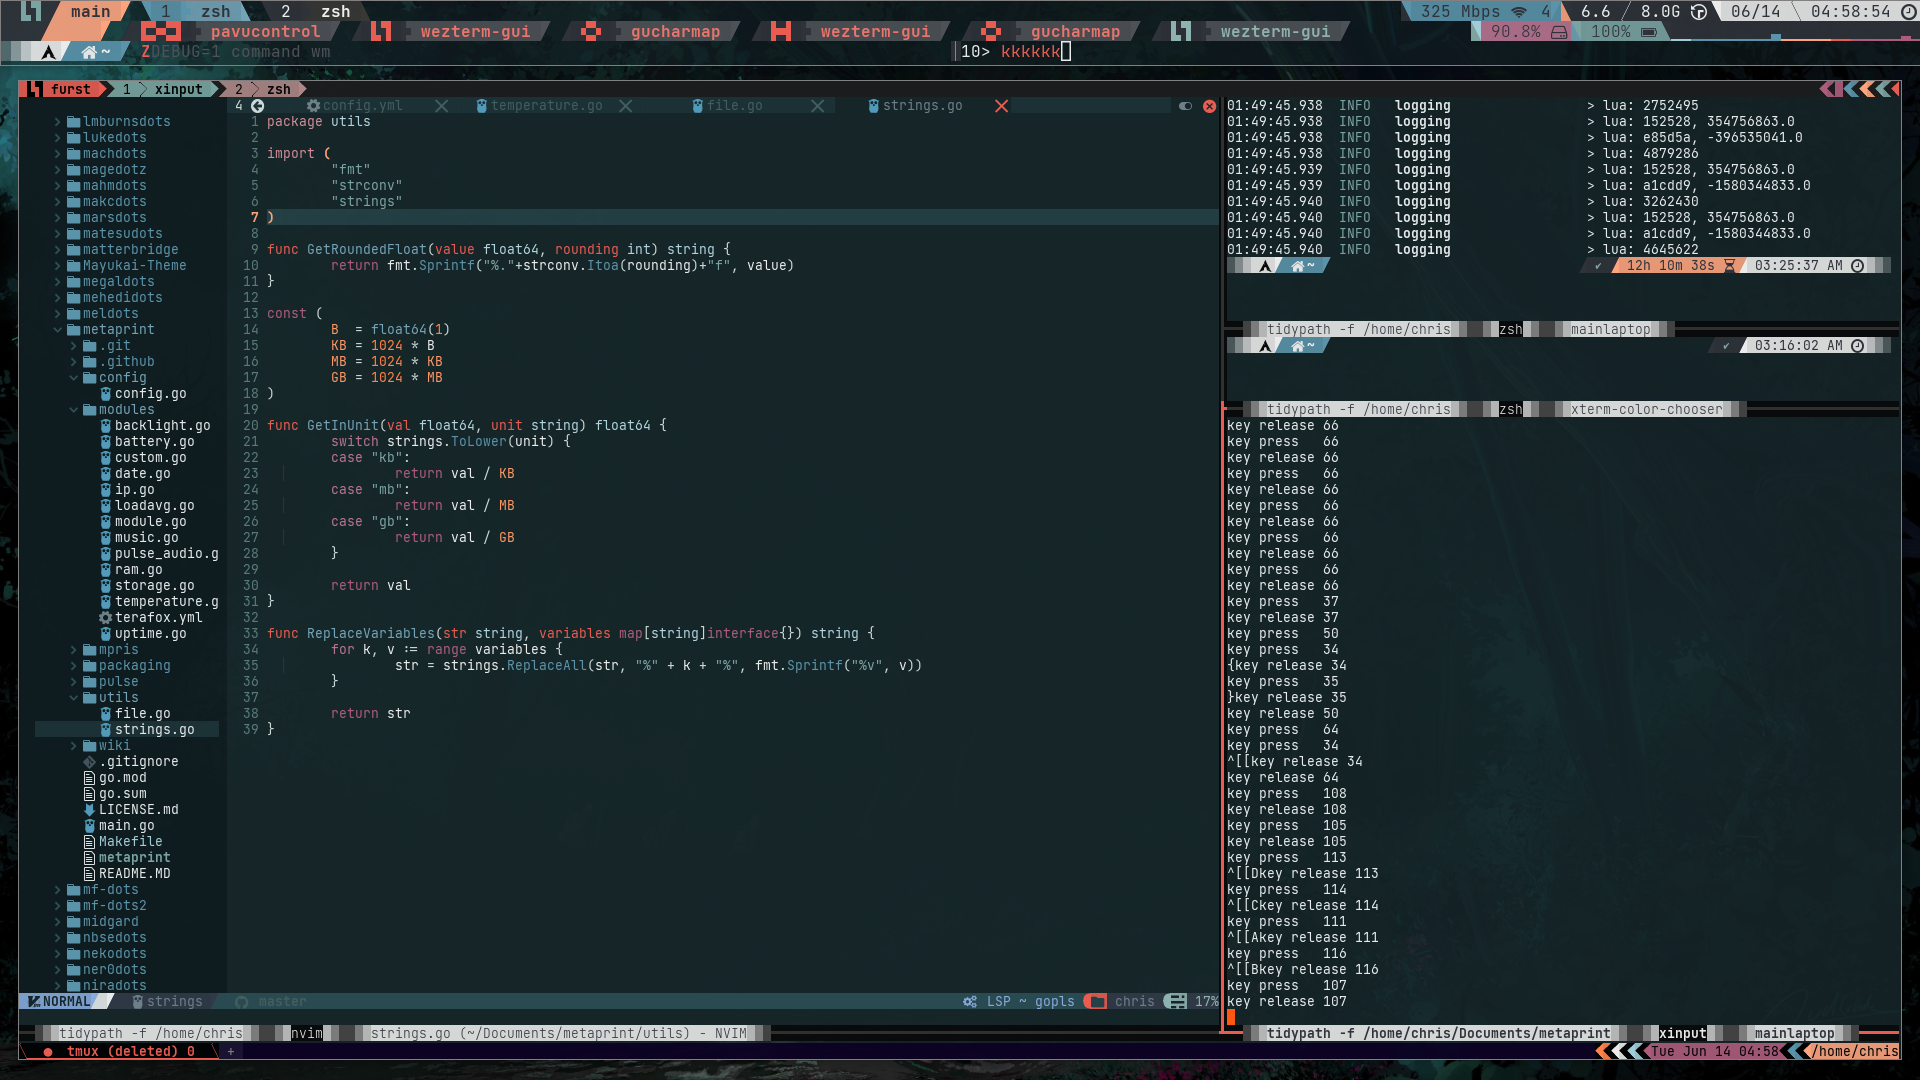 main 1 zsh 2 zsh 325 Mbps 4 6.6 8.0G 06/14 04:58:54
pavucontrol wezterm-gui gucharmap wezterm-gui gucharmap wezterm-gui 90.8% 100%
~ ZDEBUG=1 command wm |10> kkkkkk
furst 1 xinput 2 zsh
4 config.yml temperature.go file.go strings.go
lmburnsdots
lukedots
machdots
magedotz
mahmdots
makcdots
marsdots
matesudots
matterbridge
Mayukai-Theme
megaldots
mehedidots
meldots
metaprint
.git
.github
config
config.go
modules
backlight.go
battery.go
custom.go
date.go
ip.go
loadavg.go
module.go
music.go
pulse_audio.g
ram.go
storage.go
temperature.g
terafox.yml
uptime.go
mpris
packaging
pulse
utils
file.go
strings.go
wiki
.gitignore
go.mod
go.sum
LICENSE.md
main.go
Makefile
metaprint
README.MD
mf-dots
mf-dots2
midgard
nbsedots
nekodots
ner0dots
niradots
1 package utils
2
3 import (
4 "fmt"
5 "strconv"
6 "strings"
7 )
8
9 func GetRoundedFloat(value float64, rounding int) string {
10 return fmt.Sprintf("%."+strconv.Itoa(rounding)+"f", value)
11 }
12
13 const (
14 B = float64(1)
15 KB = 1024 * B
16 MB = 1024 * KB
17 GB = 1024 * MB
18 )
19
20 func GetInUnit(val float64, unit string) float64 {
21 switch strings.ToLower(unit) {
22 case "kb":
23 return val / KB
24 case "mb":
25 return val / MB
26 case "gb":
27 return val / GB
28 }
29
30 return val
31 }
32
33 func ReplaceVariables(str string, variables map[string]interface{}) string {
34 for k, v := range variables {
35 str = strings.ReplaceAll(str, "%" + k + "%", fmt.Sprintf("%v", v))
36 }
37
38 return str
39 }
NORMAL strings master LSP ~ gopls chris 17%
tidypath -f /home/chris nvim strings.go (~/Documents/metaprint/utils) - NVIM
01:49:45.938 INFO logging > lua: 2752495
01:49:45.938 INFO logging > lua: 152528, 354756863.0
01:49:45.938 INFO logging > lua: e85d5a, -396535041.0
01:49:45.938 INFO logging > lua: 4879286
01:49:45.939 INFO logging > lua: 152528, 354756863.0
01:49:45.939 INFO logging > lua: a1cdd9, -1580344833.0
01:49:45.940 INFO logging > lua: 3262430
01:49:45.940 INFO logging > lua: 152528, 354756863.0
01:49:45.940 INFO logging > lua: a1cdd9, -1580344833.0
01:49:45.940 INFO logging > lua: 4645622
~ ✔ 12h 10m 38s 03:25:37 AM
tidypath -f /home/chris zsh mainlaptop
~ ✔ 03:16:02 AM
tidypath -f /home/chris zsh xterm-color-chooser
key release 66
key press 66
key release 66
key press 66
key release 66
key press 66
key release 66
key press 66
key release 66
key press 66
key release 66
key press 37
key release 37
key press 50
key press 34
{key release 34
key press 35
}key release 35
key release 50
key press 64
key press 34
^[[key release 34
key release 64
key press 108
key release 108
key press 105
key release 105
key press 113
^[[Dkey release 113
key press 114
^[[Ckey release 114
key press 111
^[[Akey release 111
key press 116
^[[Bkey release 116
key press 107
key release 107
tidypath -f /home/chris/Documents/metaprint xinput mainlaptop
tmux (deleted) 0 + Tue Jun 14 04:58 /home/chris